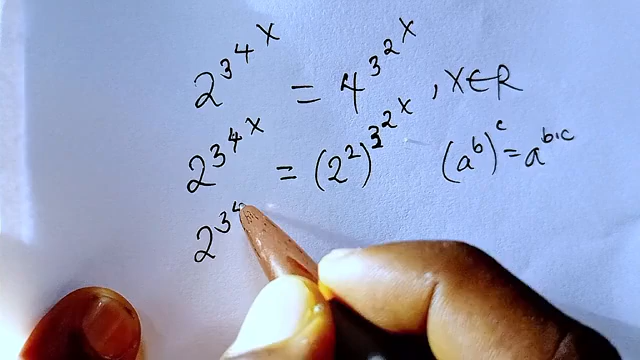 2^3^4^x = 4^3^2^x , x∈R
2^3^4^x = (2^2)^3^2^x (a^b)^c = a^b·c
2^3^4